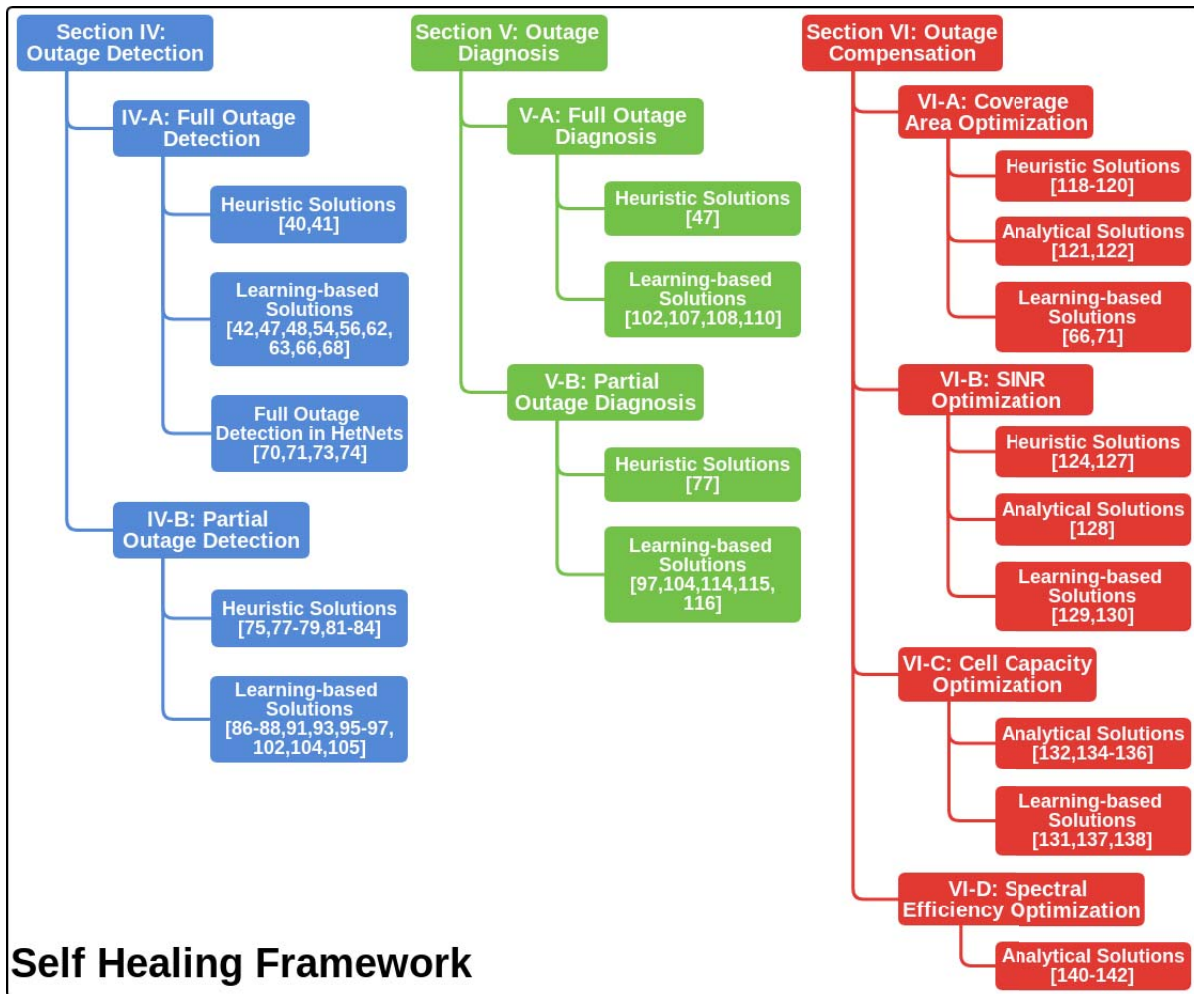 Section IV:
Outage Detection
IV-A: Full Outage
Detection
Heuristic Solutions
[40,41]
Learning-based
Solutions
[42,47,48,54,56,62,
63,66,68]
Full Outage
Detection in HetNets
[70,71,73,74]
IV-B: Partial
Outage Detection
Heuristic Solutions
[75,77-79,81-84]
Learning-based
Solutions
[86-88,91,93,95-97,
102,104,105]
Section V: Outage
Diagnosis
V-A: Full Outage
Diagnosis
Heuristic Solutions
[47]
Learning-based
Solutions
[102,107,108,110]
V-B: Partial
Outage Diagnosis
Heuristic Solutions
[77]
Learning-based
Solutions
[97,104,114,115,
116]
Section VI: Outage
Compensation
VI-A: Coverage
Area Optimization
Heuristic Solutions
[118-120]
Analytical Solutions
[121,122]
Learning-based
Solutions
[66,71]
VI-B: SINR
Optimization
Heuristic Solutions
[124,127]
Analytical Solutions
[128]
Learning-based
Solutions
[129,130]
VI-C: Cell Capacity
Optimization
Analytical Solutions
[132,134-136]
Learning-based
Solutions
[131,137,138]
VI-D: Spectral
Efficiency Optimization
Analytical Solutions
[140-142]
Self Healing Framework